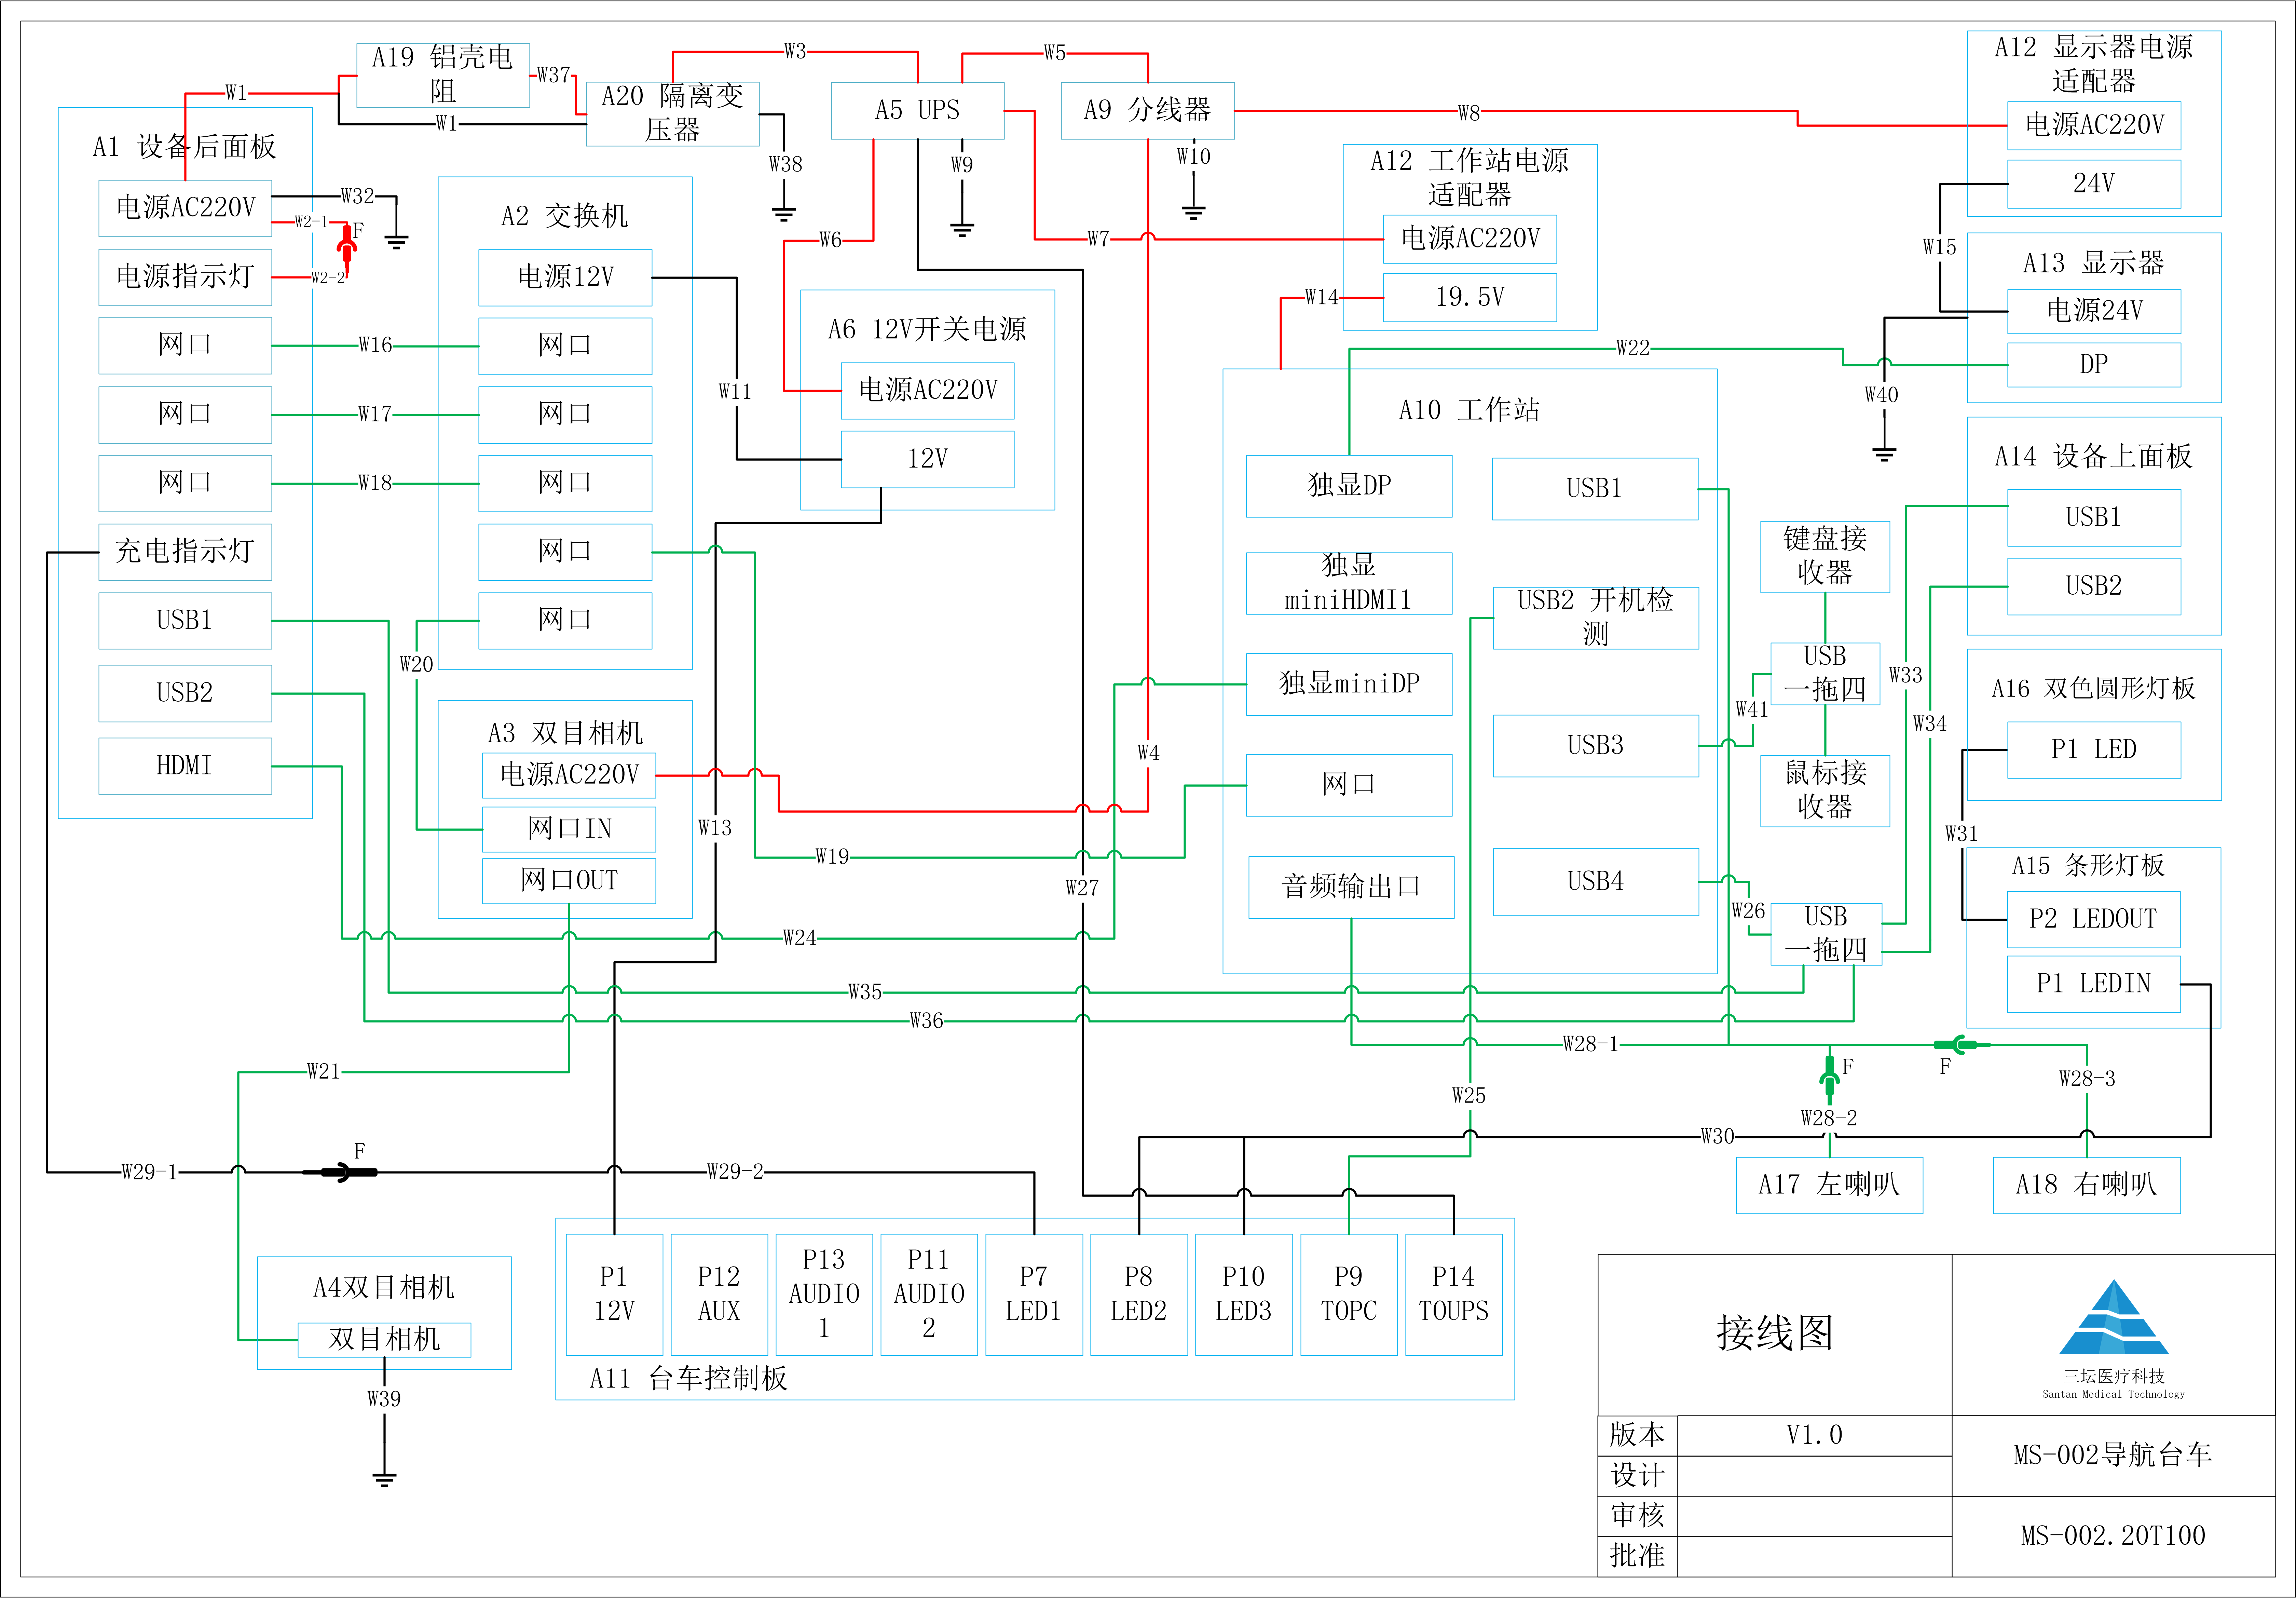 A19 铝壳电
阻
W37
W1
W1
A20 隔离变
压器
W38
W3
A5 UPS
W9
W5
A9 分线器
W10
W8
W6
W7
A12 显示器电源
适配器
电源AC220V
24V
W15
A12 工作站电源
适配器
电源AC220V
19.5V
W14
A13 显示器
电源24V
DP
W40
W22
A1 设备后面板
电源AC220V
W32
W2-1
F
W2-2
电源指示灯
网口
W16
网口
W17
网口
W18
充电指示灯
USB1
USB2
HDMI
A2 交换机
电源12V
网口
网口
网口
网口
网口
W11
W20
A6 12V开关电源
电源AC220V
12V
A3 双目相机
电源AC220V
网口IN
网口OUT
W13
W19
W4
W27
W24
W35
W36
W21
A10 工作站
独显DP
USB1
独显
miniHDMI1
USB2 开机检
测
独显miniDP
USB3
网口
音频输出口
USB4
键盘接
收器
USB
一拖四
W41
鼠标接
收器
W26
USB
一拖四
W33
W34
A14 设备上面板
USB1
USB2
A16 双色圆形灯板
P1 LED
W31
A15 条形灯板
P2 LEDOUT
P1 LEDIN
W28-1
F
F
W28-3
W28-2
W25
W30
A17 左喇叭
A18 右喇叭
W29-1
F
W29-2
A4双目相机
双目相机
W39
P1
12V
P12
AUX
P13
AUDIO
1
P11
AUDIO
2
P7
LED1
P8
LED2
P10
LED3
P9
TOPC
P14
TOUPS
A11 台车控制板
接线图
三坛医疗科技
Santan Medical Technology
版本
V1.0
MS-002导航台车
设计
审核
MS-002.20T100
批准